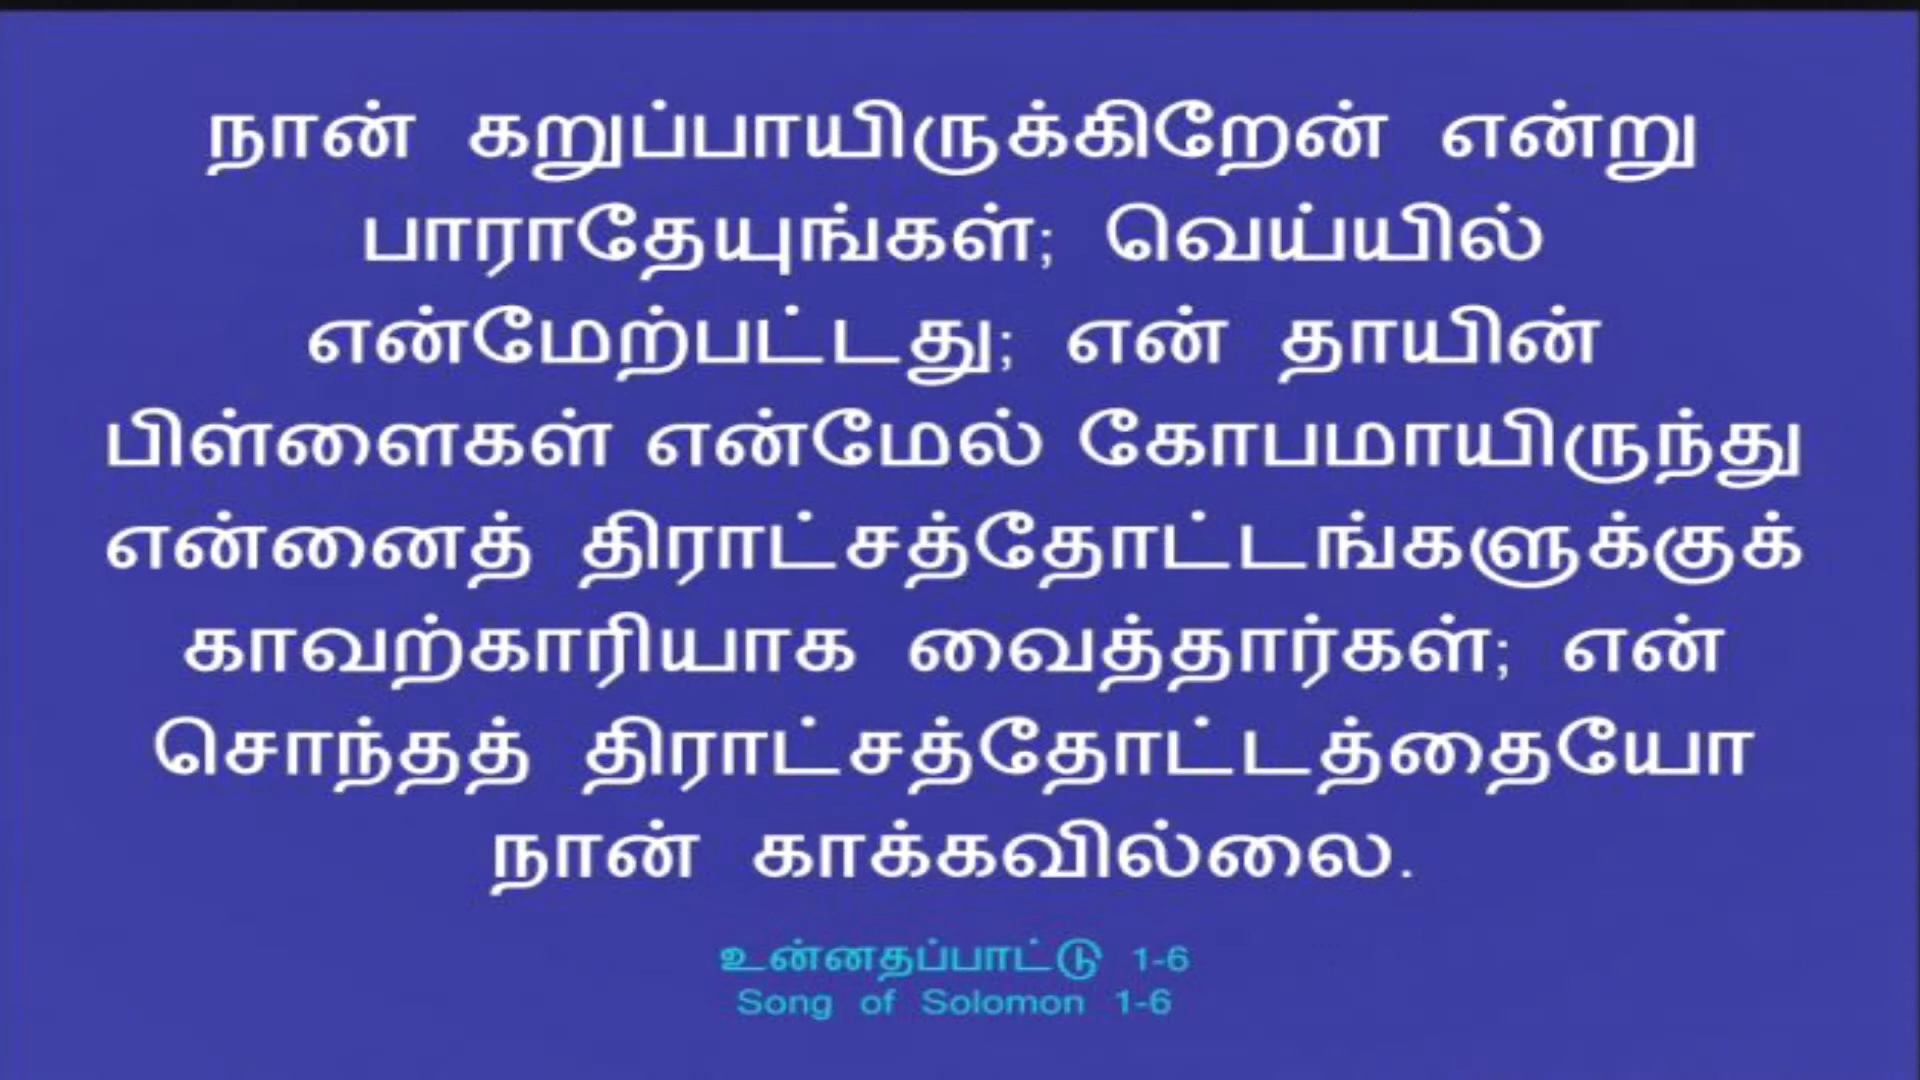 நான் கறுப்பாயிருக்கிறேன் என்று
பாராதேயுங்கள்; வெய்யில்
என்மேற்பட்டது; என் தாயின்
பிள்ளைகள் என்மேல் கோபமாயிருந்து
என்னைத் திராட்சத்தோட்டங்களுக்குக்
காவற்காரியாக வைத்தார்கள்; என்
சொந்தத் திராட்சத்தோட்டத்தையோ
நான் காக்கவில்லை.
உன்னதப்பாட்டு 1-6
Song of Solomon 1-6